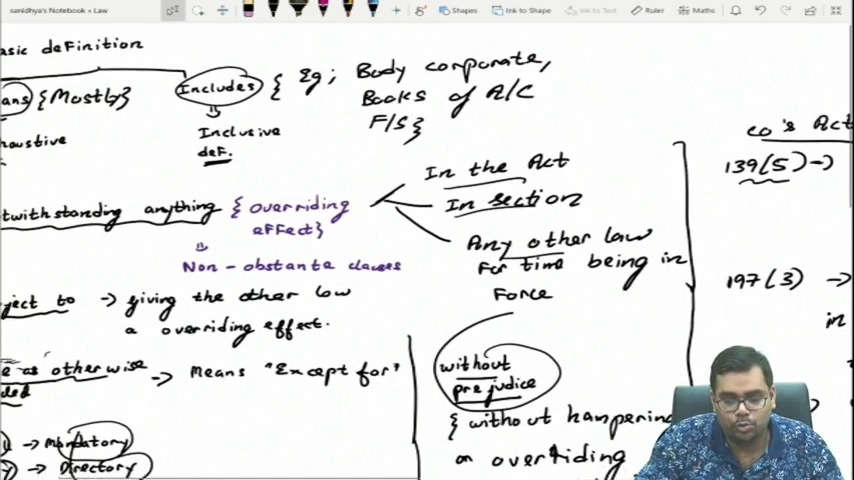 sanidhya's Notebook • Law
Shapes Ink to Shape Ink to Text Ruler Maths
asic definition
ans {Mostly}
haustive
Includes { Eg; Body corporate,
Books of A/C
F/S}
Inclusive
def.
twithstanding anything { overriding
effect}
Non-obstante clauses
In the Act
In section
Any other law
for time being in
Force
ject to -> giving the other law
a overriding effect.
e as otherwise -> Means "Except for"
ded
-> Mandatory
y -> Directory
without
prejudice
{ without hampering
or overriding
co's Act
139(5) ->
197(3) ->
in